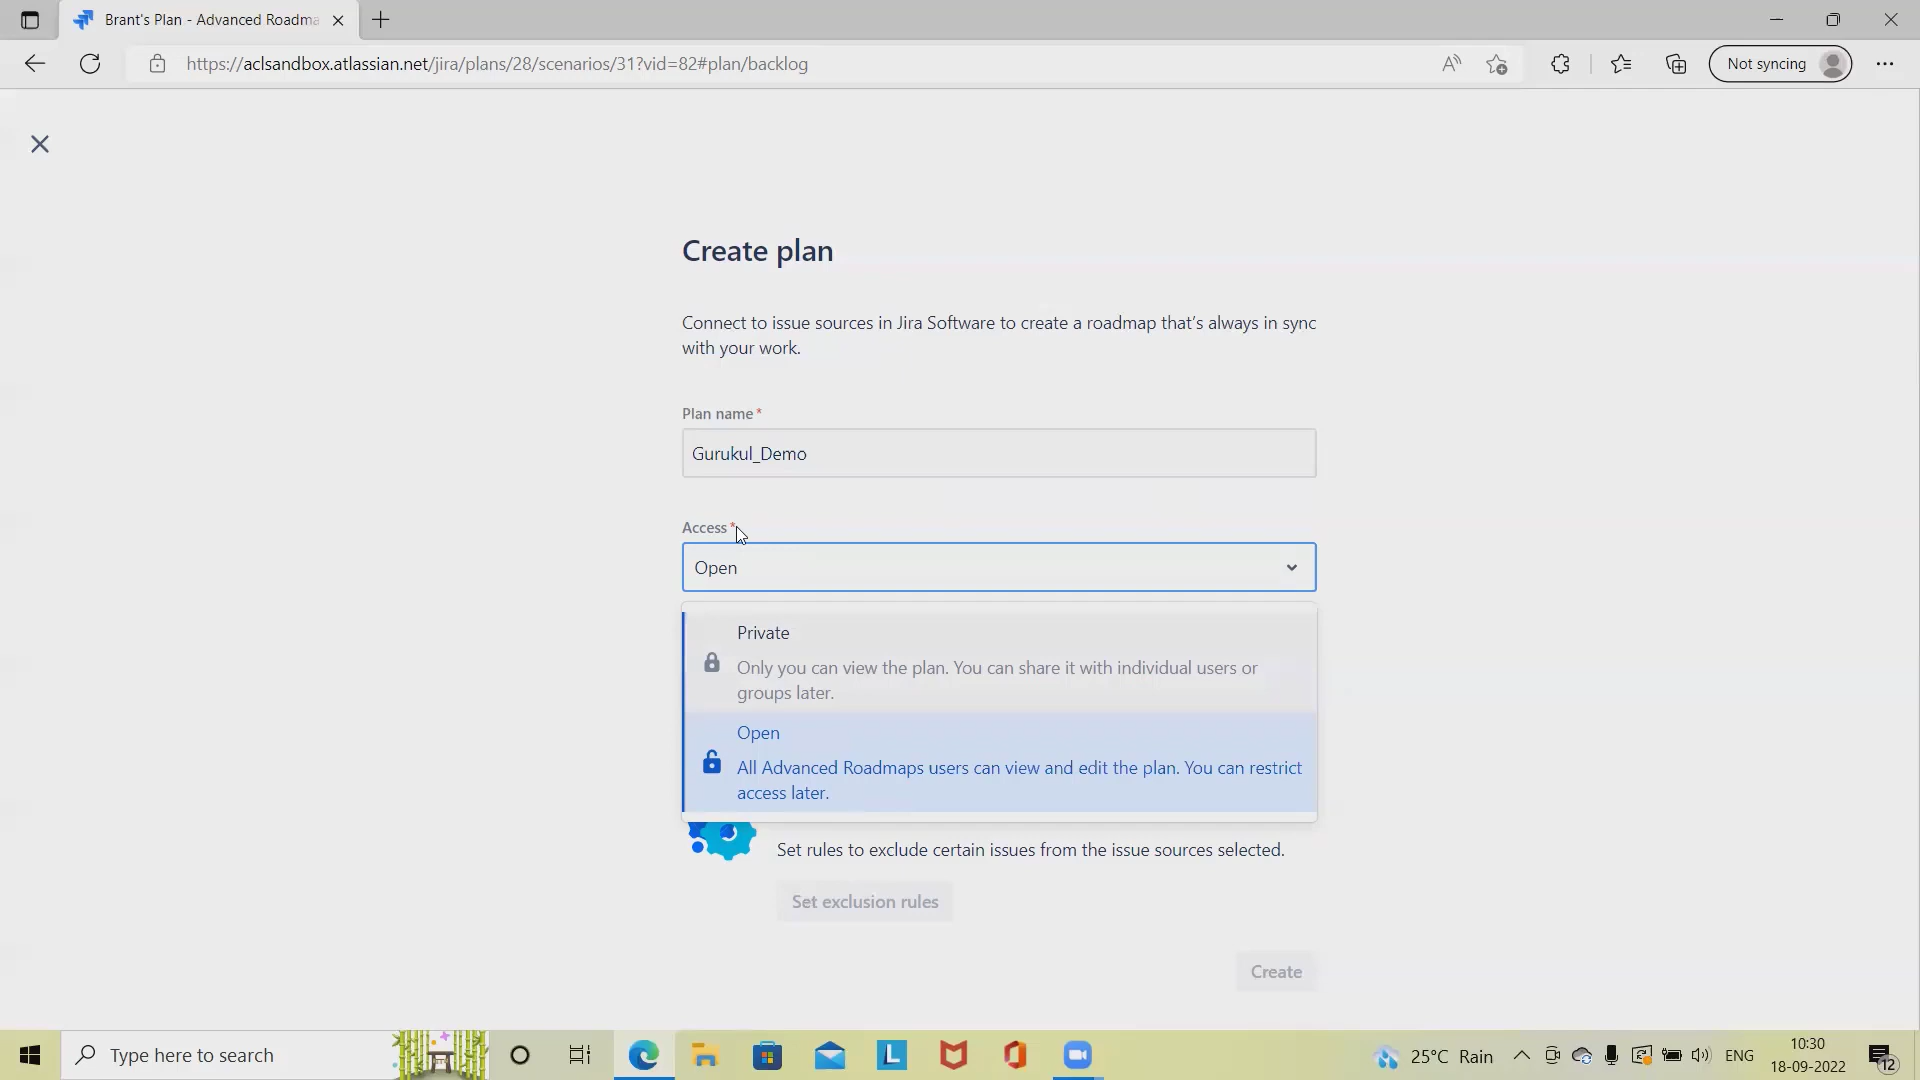 Brant's Plan - Advanced Roadma
https://aclsandbox.atlassian.net/jira/plans/28/scenarios/31?vid=82#plan/backlog
Not syncing
Create plan
Connect to issue sources in Jira Software to create a roadmap that's always in sync
with your work.
Plan name *
Gurukul_Demo
Access *
Open
Private
Only you can view the plan. You can share it with individual users or
groups later.
Open
All Advanced Roadmaps users can view and edit the plan. You can restrict
access later.
Set rules to exclude certain issues from the issue sources selected.
Set exclusion rules
Create
Type here to search
L
25°C Rain
ENG
10:30
18-09-2022
12